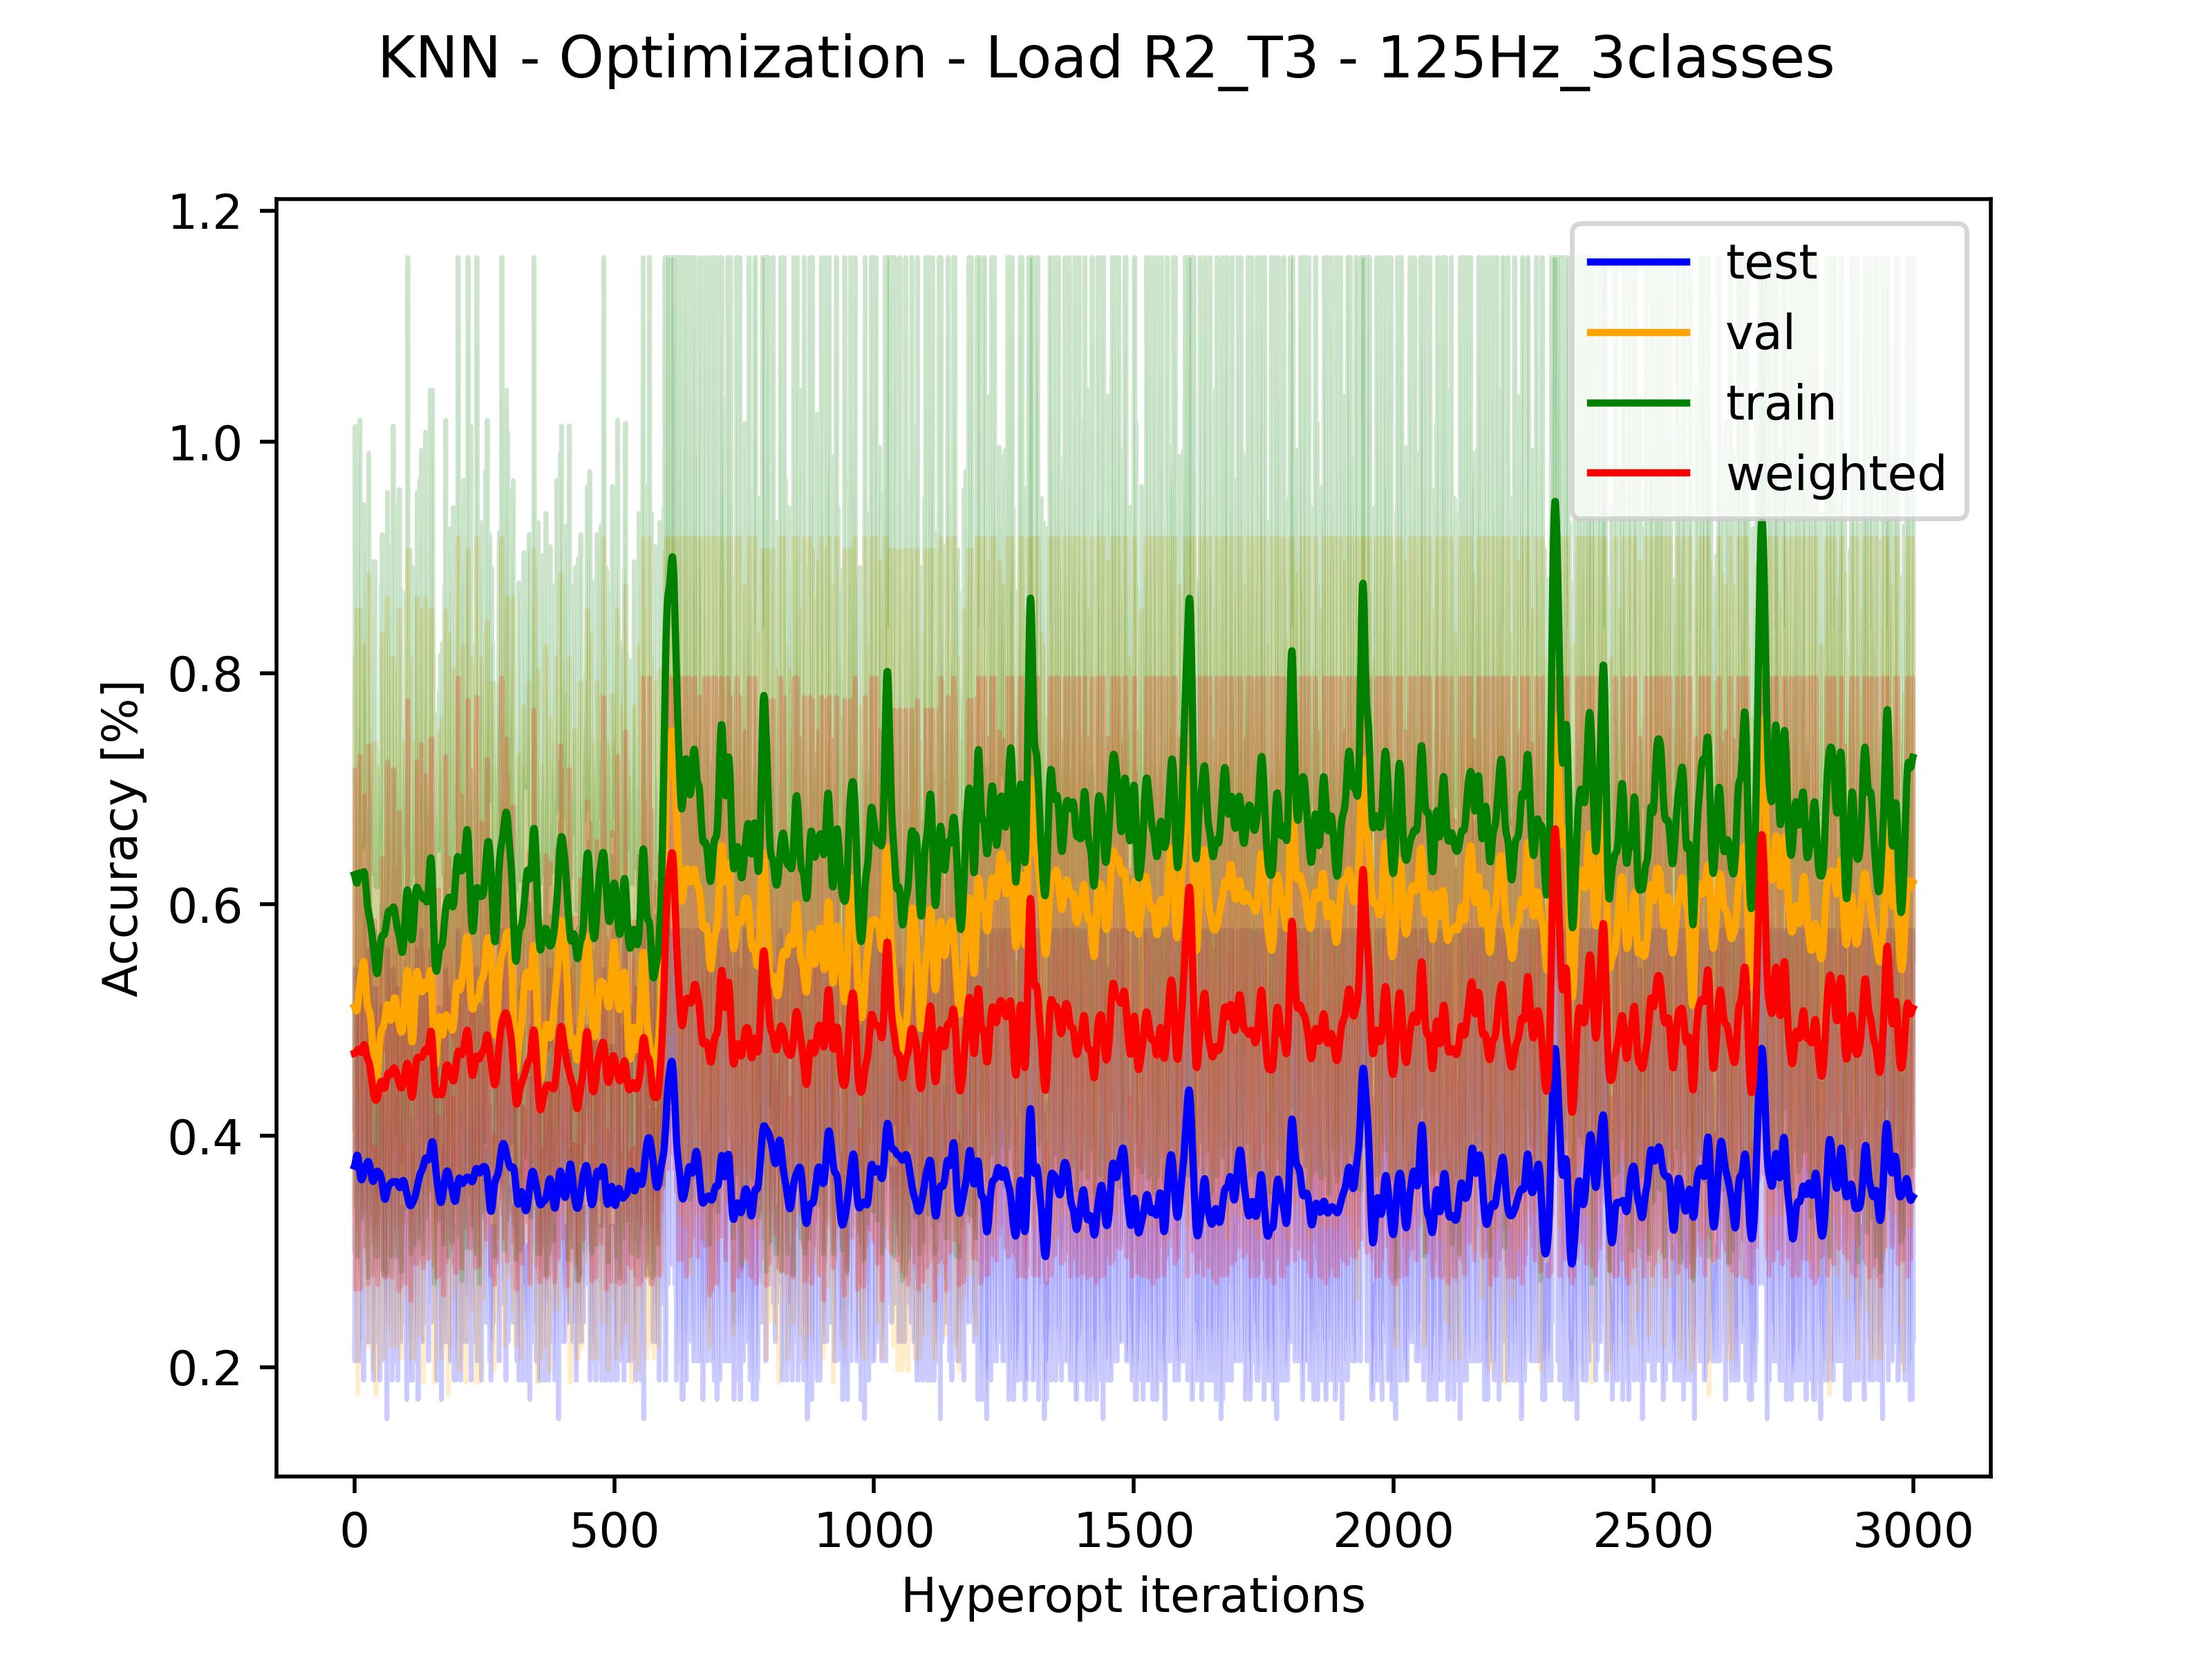 KNN - Optimization - Load R2_T3 - 125Hz_3classes
1.2
1.0
0.8
0.6
0.4
0.2
Accuracy [%]
test
val
train
weighted
0 500 1000 1500 2000 2500 3000
Hyperopt iterations